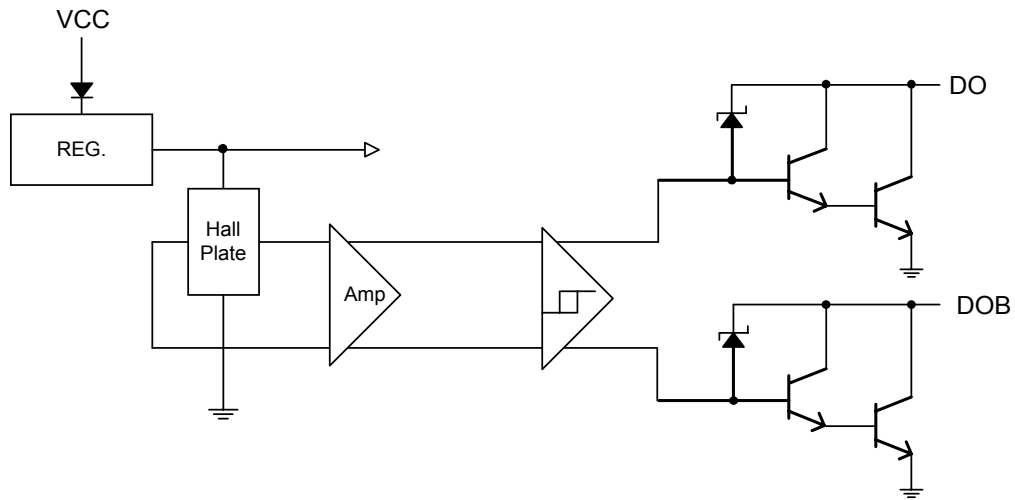 VCC
DO
REG.
Hall
Plate
Amp
DOB